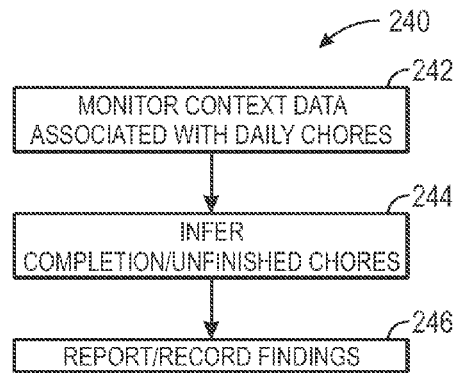 240
242
MONITOR CONTEXT DATA
ASSOCIATED WITH DAILY CHORES
244
INFER
COMPLETION/UNFINISHED CHORES
246
REPORT/RECORD FINDINGS